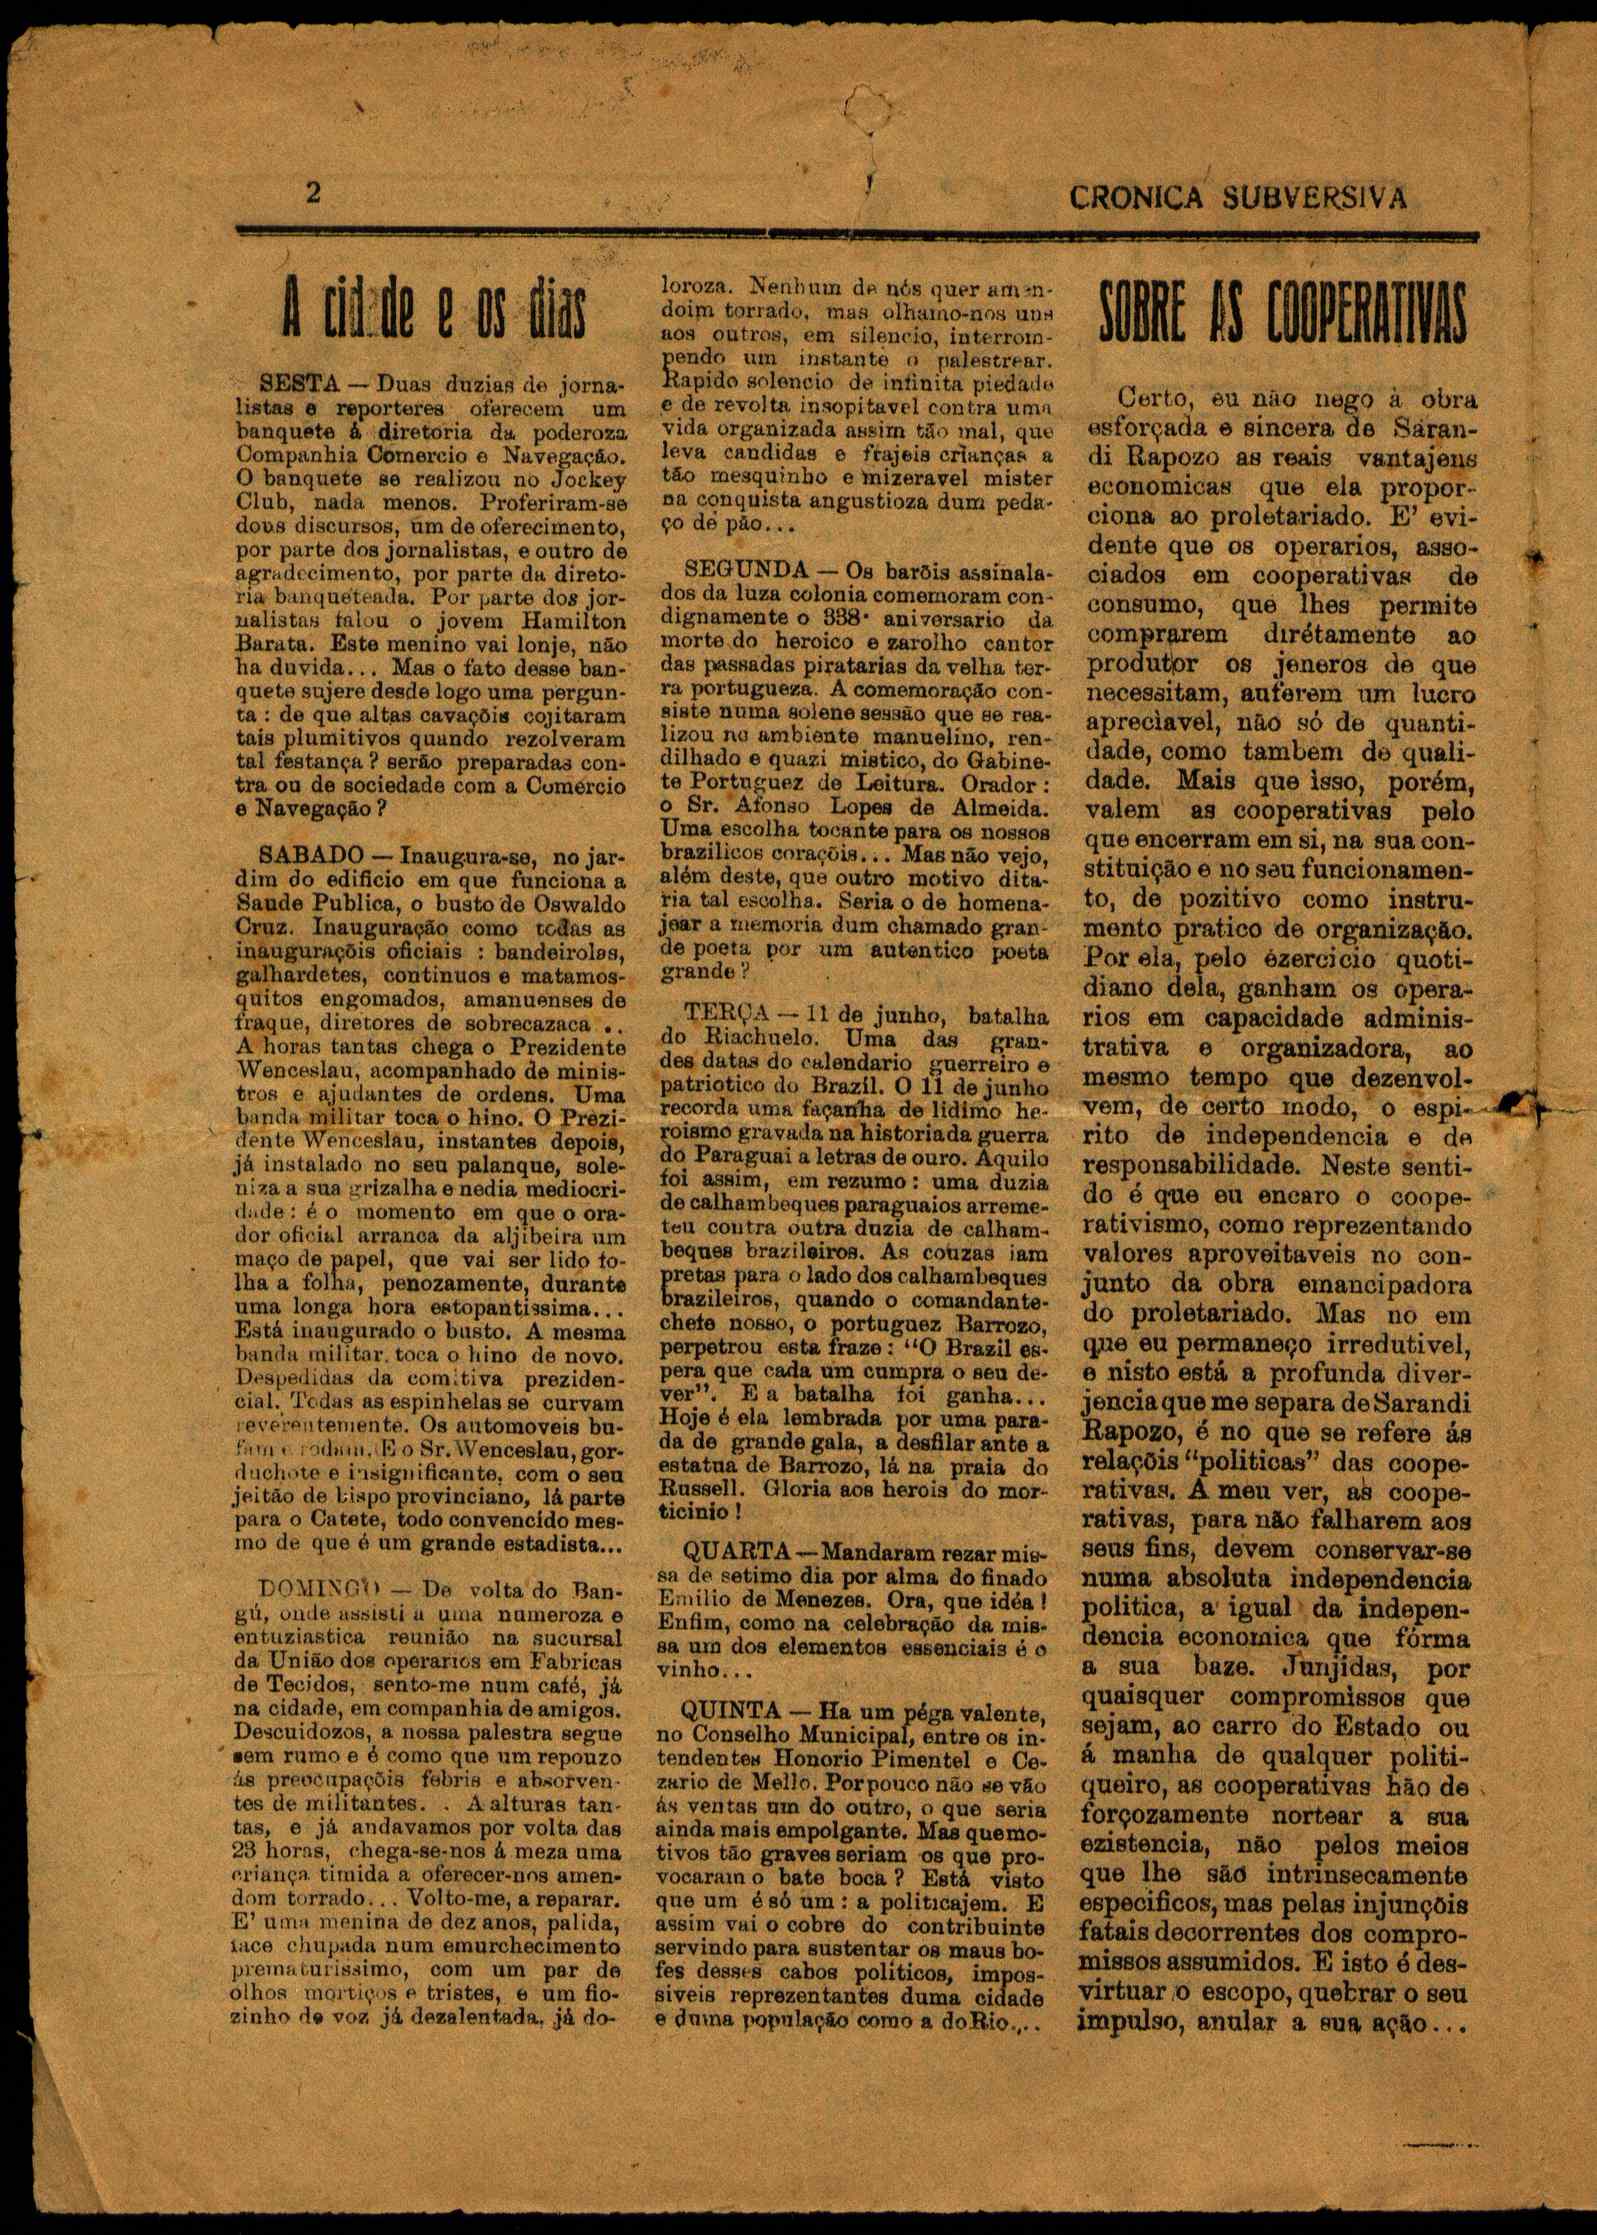 2
CRONICA SUBVERSIVA
A cidade e os dias
SESTA — Duas duzias de jorna-
listas e reporteres oferecem um
banquete á diretoria da poderoza
Companhia Comercio e Navegação.
O banquete se realizou no Jockey
Club, nada menos. Proferiram-se
dous discursos, um de oferecimento,
por parte dos jornalistas, e outro de
agradecimento, por parte da direto-
ria banqueteada. Por parte dos jor-
nalistas falou o jovem Hamilton
Barata. Este menino vai lonje, não
ha duvida... Mas o fato desse ban-
quete sujere desde logo uma pergun-
ta : de que altas cavaçõis cojitaram
tais plumitivos quando rezolveram
tal festança ? serão preparadas con-
tra ou de sociedade com a Comercio
e Navegação ?
SABADO — Inaugura-se, no jar-
dim do edificio em que funciona a
Saude Publica, o busto de Oswaldo
Cruz. Inauguração como todas as
inauguraçõis oficiais : bandeirolas,
galhardetes, continuos e matamos-
quitos engomados, amanuenses de
fraque, diretores de sobrecazaca ..
A horas tantas chega o Prezidente
Wenceslau, acompanhado de minis-
tros e ajudantes de ordens. Uma
banda militar toca o hino. O Prezi-
dente Wenceslau, instantes depois,
já instalado no seu palanque, sole-
niza a sua grizalha e nedia mediocri-
dade : é o momento em que o ora-
dor oficial arranca da aljibeira um
maço de papel, que vai ser lido fo-
lha a folha, penozamente, durante
uma longa hora estopantissima...
Está inaugurado o busto. A mesma
banda militar toca o hino de novo.
Despedidas da comitiva preziden-
cial. Todas as espinhelas se curvam
reverentemente. Os automoveis bu-
fam e rodam. E o Sr. Wenceslau, gor-
duchote e insignificante, com o seu
jeitão de bispo provinciano, lá parte
para o Catete, todo convencido mes-
mo de que é um grande estadista...
DOMINGO — De volta do Ban-
gú, onde assisti a uma numeroza e
entuziastica reunião na sucursal
da União dos operarios em Fabricas
de Tecidos, sento-me num café, já
na cidade, em companhia de amigos.
Descuidozos, a nossa palestra segue
sem rumo e é como que um repouzo
ás preocupaçõis febris e absorven-
tes de militantes. . A alturas tan-
tas, e já andavamos por volta das
23 horas, chega-se-nos á meza uma
criança timida a oferecer-nos amen-
dom torrado... Volto-me, a reparar.
E' uma menina de dez anos, palida,
face chupada num emurchecimento
prematurissimo, com um par de
olhos mortiços e tristes, e um fio-
zinho de voz já dezalentada, já do-
loroza. Nenhum de nós quer amen-
doim torrado, mas olhamo-nos uns
aos outros, em silencio, interrom-
pendo um instante o palestrear.
Rapido solencio de infinita piedade
e de revolta insopitavel contra uma
vida organizada assim tão mal, que
leva candidas e frajeis crianças a
tão mesquinho e mizeravel mister
na conquista angustioza dum peda-
ço de pão...
SEGUNDA — Os barõis assinala-
dos da luza colonia comemoram con-
dignamente o 338· aniversario da
morte do heroico e zarolho cantor
das passadas piratarias da velha ter-
ra portugueza. A comemoração con-
siste numa solene sessão que se rea-
lizou no ambiente manuelino, ren-
dilhado e quazi mistico, do Gabine-
te Portuguez de Leitura. Orador :
o Sr. Afonso Lopes de Almeida.
Uma escolha tocante para os nossos
brazilicos coraçõis... Mas não vejo,
além deste, que outro motivo dita-
ria tal escolha. Seria o de homena-
jear a memoria dum chamado gran-
de poeta por um autentico poeta
grande ?
TERÇA — 11 de junho, batalha
do Riachuelo. Uma das gran-
des datas do calendario guerreiro e
patriotico do Brazil. O 11 de junho
recorda uma façanha de lidimo he-
roismo gravada na historia da guerra
do Paraguai a letras de ouro. Aquilo
foi assim, em rezumo : uma duzia
de calhambeques paraguaios arreme-
teu contra outra duzia de calham-
beques brazileiros. As couzas iam
pretas para o lado dos calhambeques
brazileiros, quando o comandante-
chefe nosso, o portuguez Barrozo,
perpetrou esta fraze : “O Brazil es-
pera que cada um cumpra o seu de-
ver”. E a batalha foi ganha...
Hoje é ela lembrada por uma para-
da de grande gala, a desfilar ante a
estatua de Barrozo, lá na praia do
Russell. Gloria aos herois do mor-
ticinio !
QUARTA — Mandaram rezar mis-
sa de setimo dia por alma do finado
Emilio de Menezes. Ora, que idéa !
Enfim, como na celebração da mis-
sa um dos elementos essenciais é o
vinho...
QUINTA — Ha um péga valente,
no Conselho Municipal, entre os in-
tendentes Honorio Pimentel e Ce-
zario de Mello. Por pouco não se vão
ás ventas um do outro, o que seria
ainda mais empolgante. Mas que mo-
tivos tão graves seriam os que pro-
vocaram o bate boca ? Está visto
que um é só um : a politicajem. E
assim vai o cobre do contribuinte
servindo para sustentar os maus bo-
fes desses cabos politicos, impos-
siveis reprezentantes duma cidade
e duma população como a do Rio...
SOBRE AS COOPERATIVAS
Certo, eu não nego á obra
esforçada e sincera de Saran-
di Rapozo as reais vantajens
economicas que ela propor-
ciona ao proletariado. E' evi-
dente que os operarios, asso-
ciados em cooperativas de
consumo, que lhes permite
comprarem dirétamente ao
produtor os jeneros de que
necessitam, auferem um lucro
apreciavel, não só de quanti-
dade, como tambem de quali-
dade. Mais que isso, porém,
valem as cooperativas pelo
que encerram em si, na sua con-
stituição e no seu funcionamen-
to, de pozitivo como instru-
mento pratico de organização.
Por ela, pelo ezercicio quoti-
diano dela, ganham os opera-
rios em capacidade adminis-
trativa e organizadora, ao
mesmo tempo que dezenvol-
vem, de certo modo, o espi-
rito de independencia e de
responsabilidade. Neste senti-
do é que eu encaro o coope-
rativismo, como reprezentando
valores aproveitaveis no con-
junto da obra emancipadora
do proletariado. Mas no em
que eu permaneço irredutivel,
e nisto está a profunda diver-
jencia que me separa de Sarandi
Rapozo, é no que se refere ás
relaçõis “politicas” das coope-
rativas. A meu ver, as coope-
rativas, para não falharem aos
seus fins, devem conservar-se
numa absoluta independencia
politica, a igual da indepen-
dencia economica que fórma
a sua baze. Junjidas, por
quaisquer compromissos que
sejam, ao carro do Estado ou
á manha de qualquer politi-
queiro, as cooperativas hão de
forçozamente nortear a sua
ezistencia, não pelos meios
que lhe são intrinsecamente
especificos, mas pelas injunçõis
fatais decorrentes dos compro-
missos assumidos. E isto é des-
virtuar o escopo, quebrar o seu
impulso, anular a sua ação...